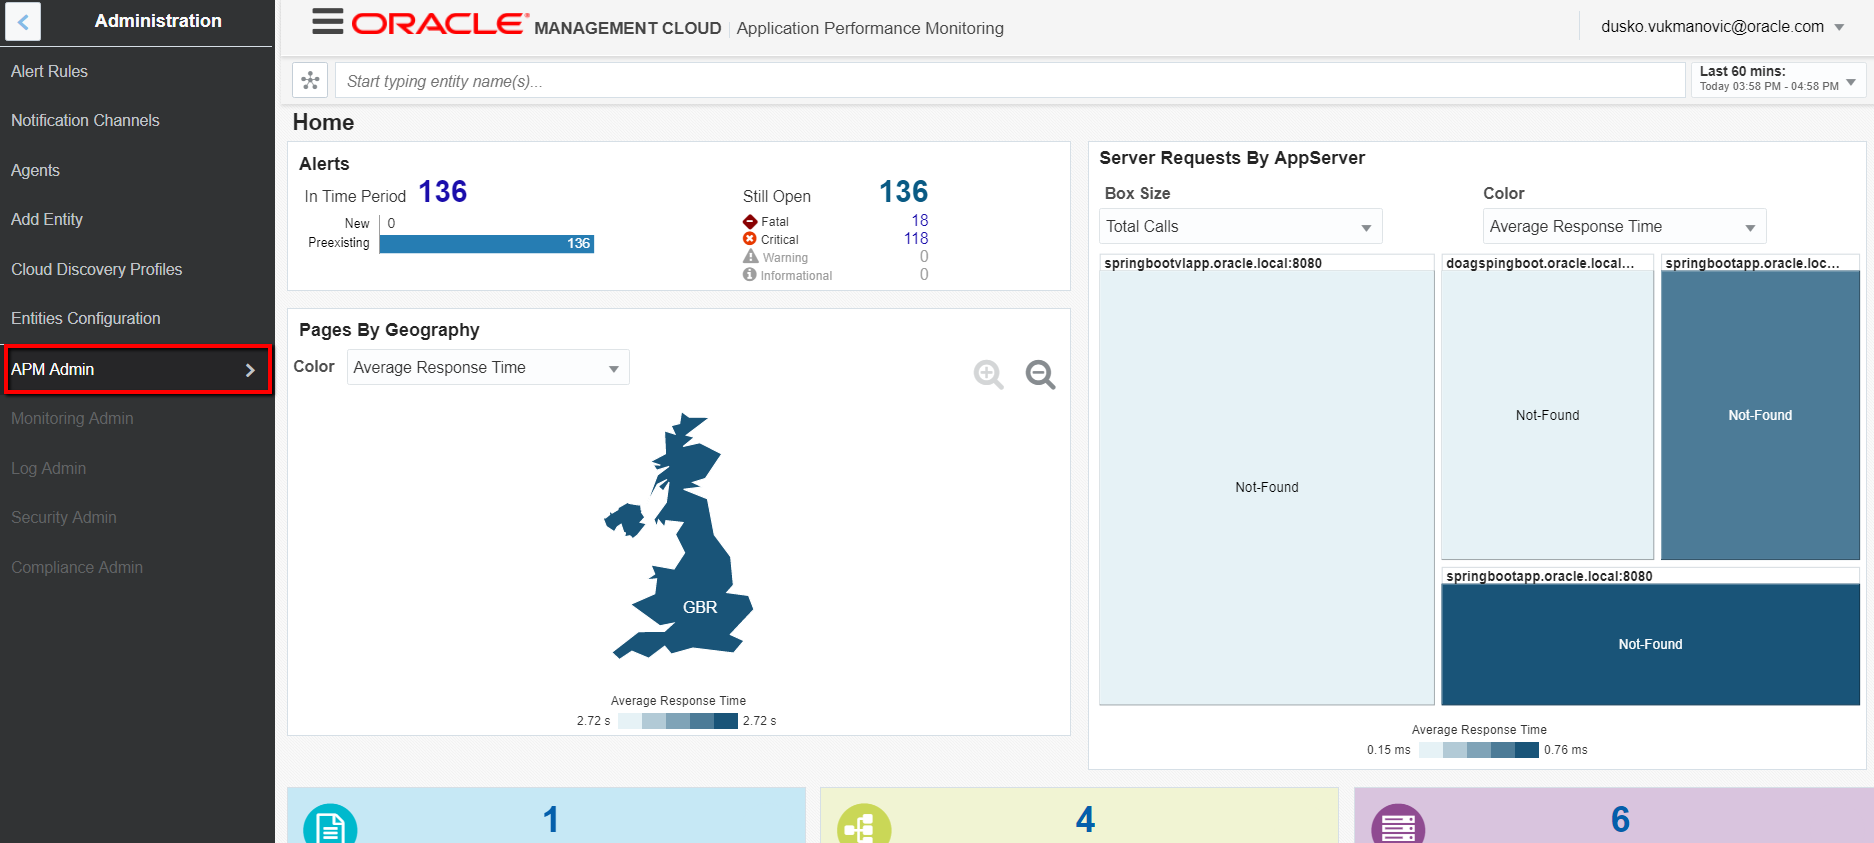 Administration
Alert Rules
Notification Channels
Agents
Add Entity
Cloud Discovery Profiles
Entities Configuration
APM Admin
Monitoring Admin
Log Admin
Security Admin
Compliance Admin
ORACLE® MANAGEMENT CLOUD Application Performance Monitoring
dusko.vukmanovic@oracle.com
Start typing entity name(s)...
Last 60 mins:
Today 03:58 PM - 04:58 PM
Home
Alerts
In Time Period 136
New 0
Preexisting 136
Still Open 136
Fatal 18
Critical 118
Warning 0
Informational 0
Pages By Geography
Color Average Response Time
GBR
Average Response Time
2.72 s 2.72 s
Server Requests By AppServer
Box Size Color
Total Calls Average Response Time
springbootvlapp.oracle.local:8080
Not-Found
doagspingboot.oracle.local...
Not-Found
springbootapp.oracle.loc...
Not-Found
springbootapp.oracle.local:8080
Not-Found
Average Response Time
0.15 ms 0.76 ms
1 4 6